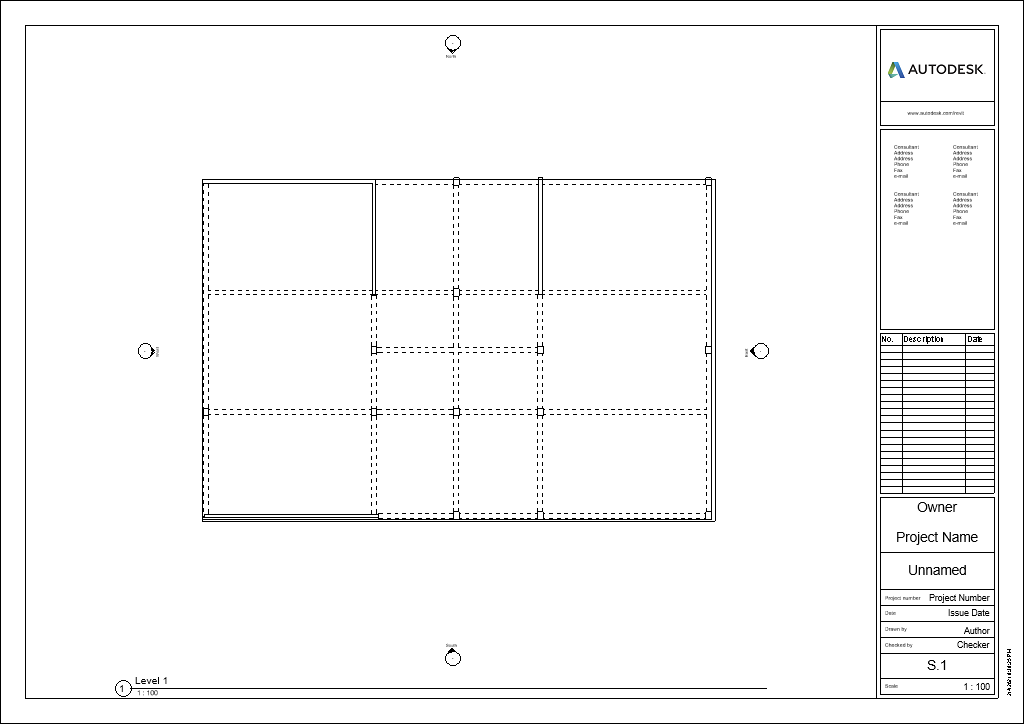 North
AUTODESK.
www.autodesk.com/revit
Consultant Consultant
Address Address
Address Address
Phone Phone
Fax Fax
e-mail e-mail
Consultant Consultant
Address Address
Address Address
Phone Phone
Fax Fax
e-mail e-mail
No. Description Date
East
Owner
Project Name
Unnamed
Project number Project Number
Date Issue Date
Drawn by Author
Checked by Checker
S.1
Scale 1 : 100
South
1 Level 1
1 : 100